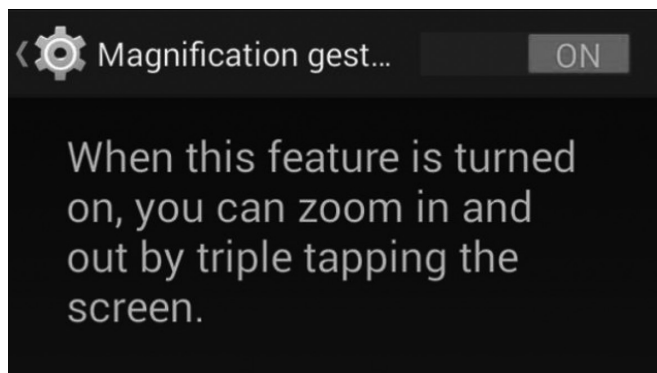 Magnification gest...
ON
When this feature is turned
on, you can zoom in and
out by triple tapping the
screen.